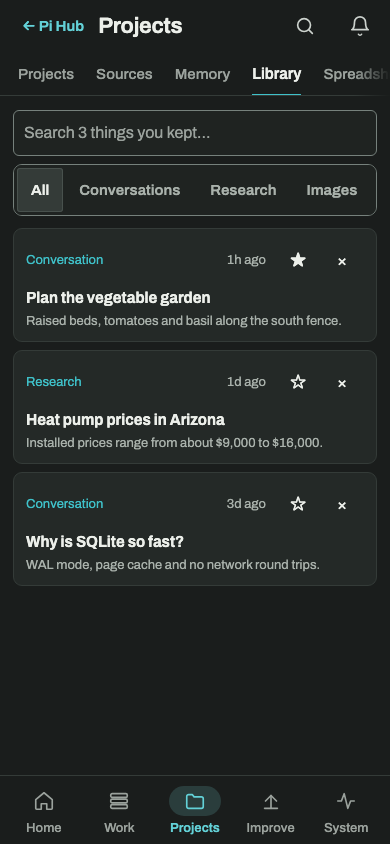 ← Pi Hub Projects
Projects Sources Memory Library Spreadsh
Search 3 things you kept...
All Conversations Research Images
Conversation 1h ago ★ ×
Plan the vegetable garden
Raised beds, tomatoes and basil along the south fence.
Research 1d ago ☆ ×
Heat pump prices in Arizona
Installed prices range from about $9,000 to $16,000.
Conversation 3d ago ☆ ×
Why is SQLite so fast?
WAL mode, page cache and no network round trips.
Home Work Projects Improve System